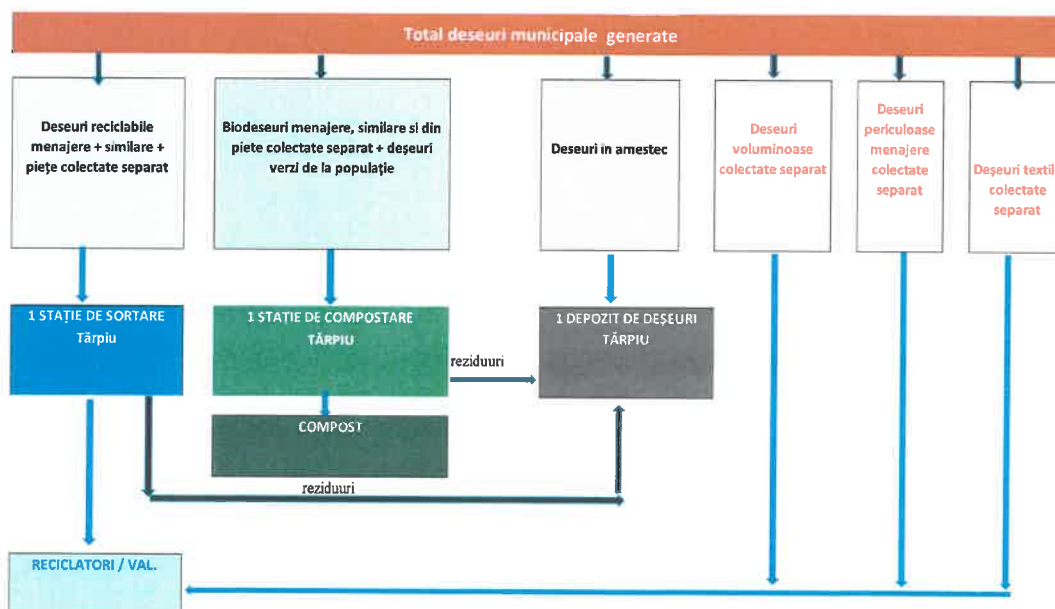 Total deseuri municipale generate
Deseuri reciclabile
menajere + similare +
piețe colectate separat
Biodeseuri menajere, similare si din
piete colectate separat + deșeuri
verzi de la populație
Deseuri in amestec
Deseuri
voluminoase
colectate separat
Deseuri
periculoase
menajere
colectate
separat
Deșeuri textil
colectate
separat
1 STAȚIE DE SORTARE
Tărpiu
1 STAȚIE DE COMPOSTARE
TĂRPIU
1 DEPOZIT DE DEȘEURI
TĂRPIU
reziduuri
COMPOST
reziduuri
RECICLATORI / VAL.